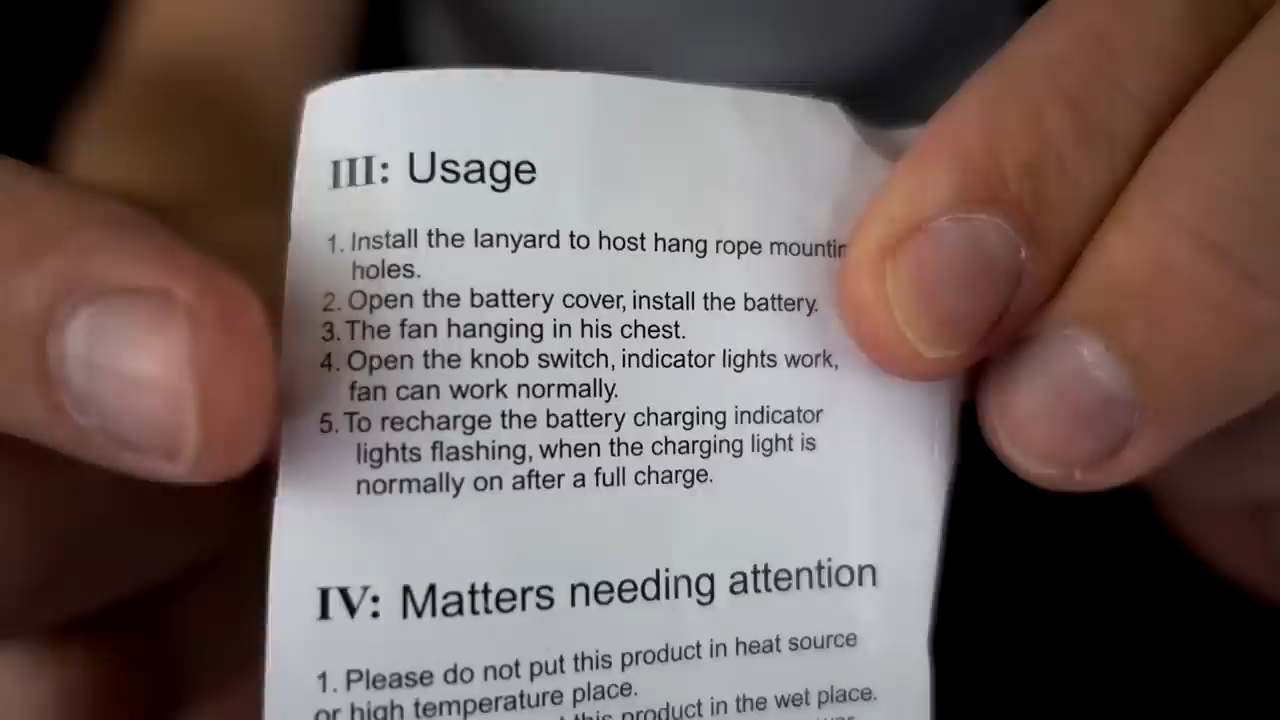 III: Usage
1. Install the lanyard to host hang rope
holes.
2. Open the battery cover, install the battery.
3. The fan hanging in his chest.
4. Open the knob switch, indicator lights work,
fan can work normally.
5. To recharge the battery charging indicator
lights flashing, when the charging light is
normally on after a full charge.
IV: Matters needing attention
1. Please do not put this product in heat source
or high temperature place.
this product in the wet place.